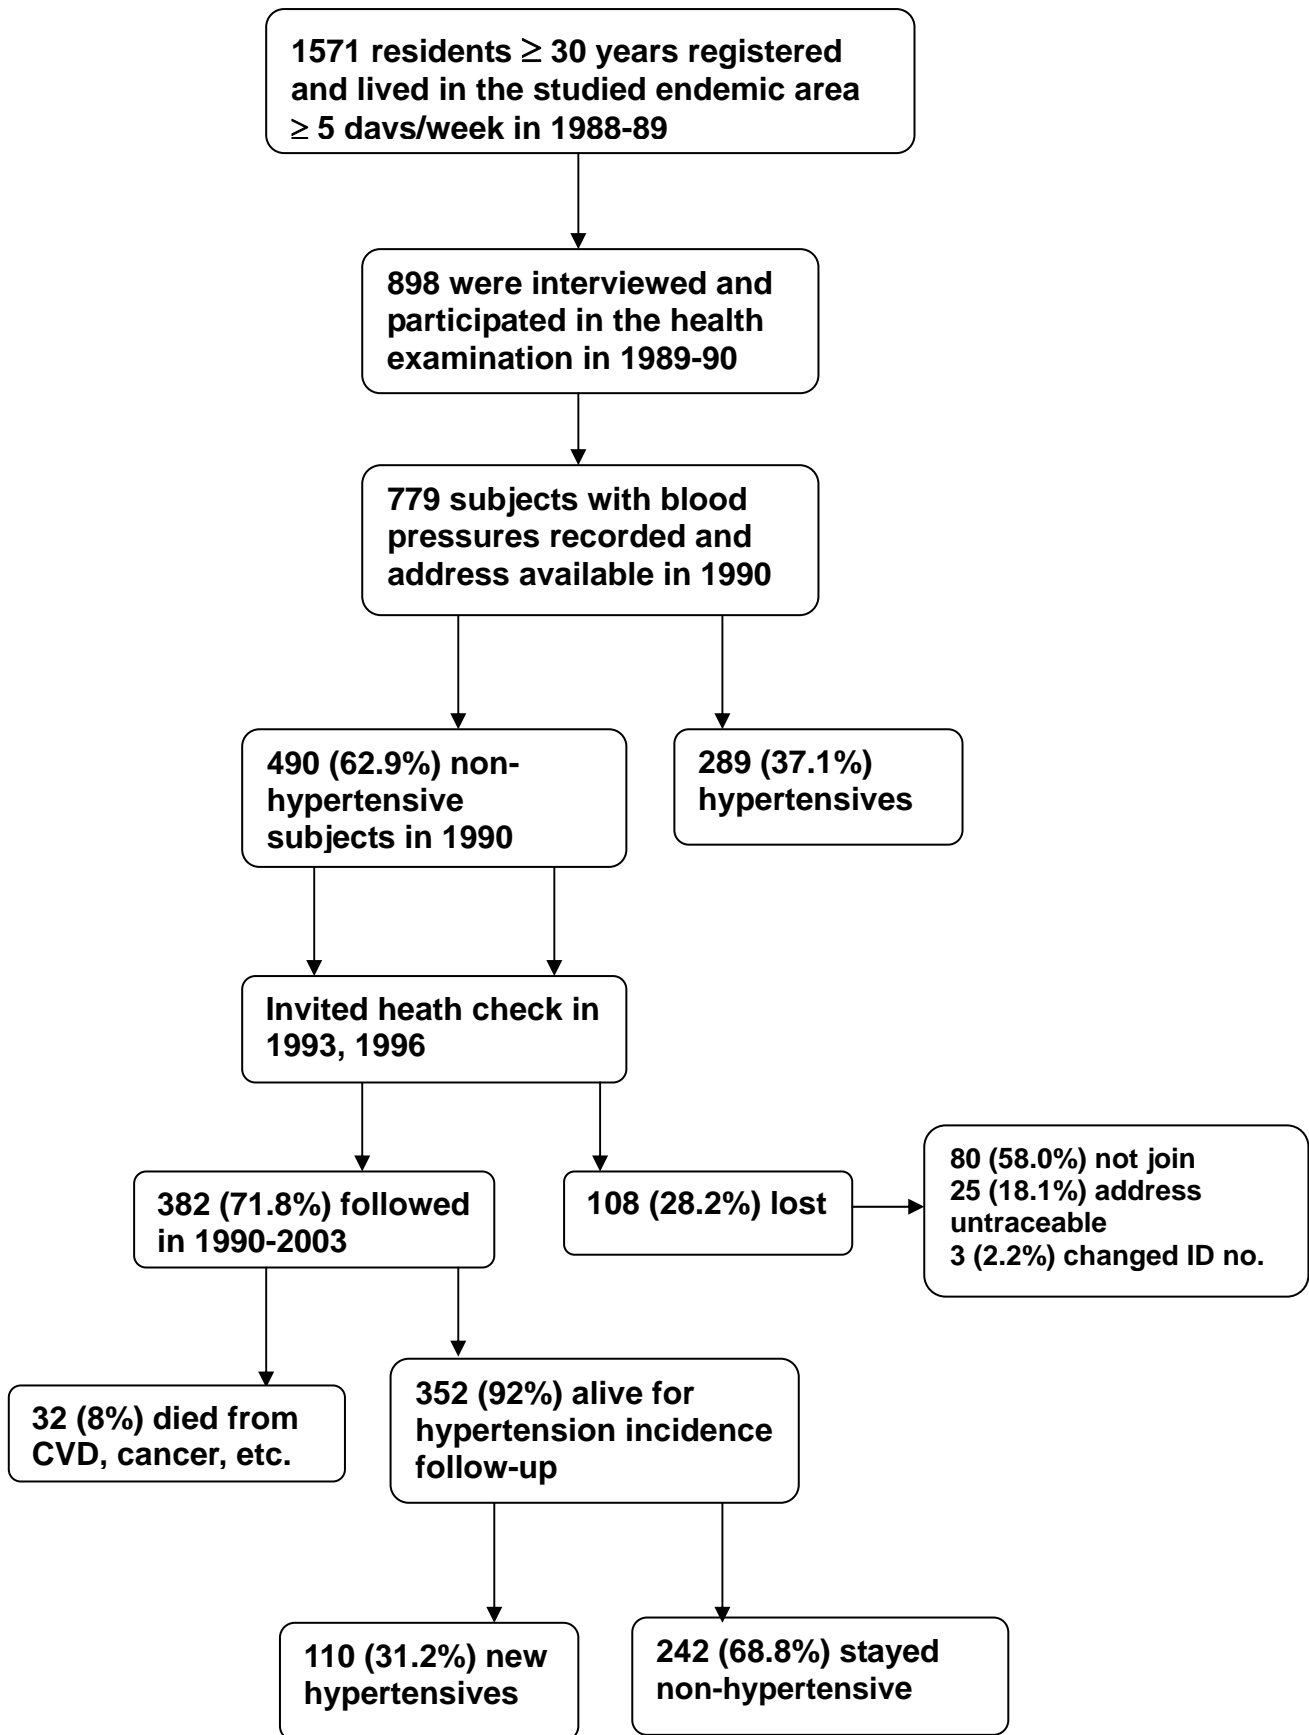 1571 residents ≥ 30 years registered
and lived in the studied endemic area
≥ 5 days/week in 1988-89
898 were interviewed and
participated in the health
examination in 1989-90
779 subjects with blood
pressures recorded and
address available in 1990
490 (62.9%) non-
hypertensive
subjects in 1990
289 (37.1%)
hypertensives
Invited heath check in
1993, 1996
382 (71.8%) followed
in 1990-2003
108 (28.2%) lost
80 (58.0%) not join
25 (18.1%) address
untraceable
3 (2.2%) changed ID no.
32 (8%) died from
CVD, cancer, etc.
352 (92%) alive for
hypertension incidence
follow-up
110 (31.2%) new
hypertensives
242 (68.8%) stayed
non-hypertensive